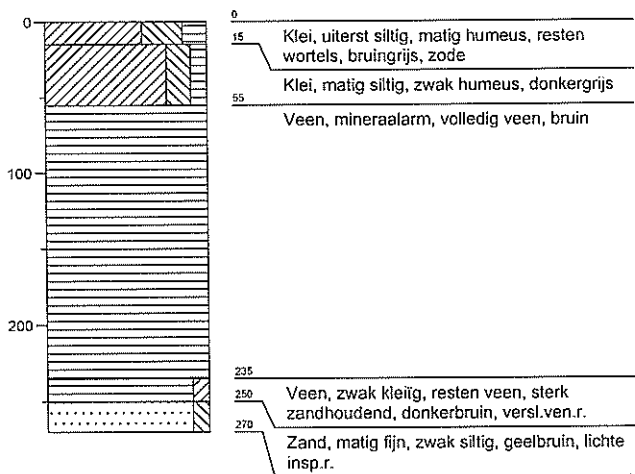 0
0
15
Klei, uiterst siltig, matig humeus, resten
wortels, bruingrijs, zode
Klei, matig siltig, zwak humeus, donkergrijs
55
Veen, mineraalarm, volledig veen, bruin
100
200
235
Veen, zwak kleiïg, resten veen, sterk
250
zandhoudend, donkerbruin, versl.ven.r.
270
Zand, matig fijn, zwak siltig, geelbruin, lichte
insp.r.